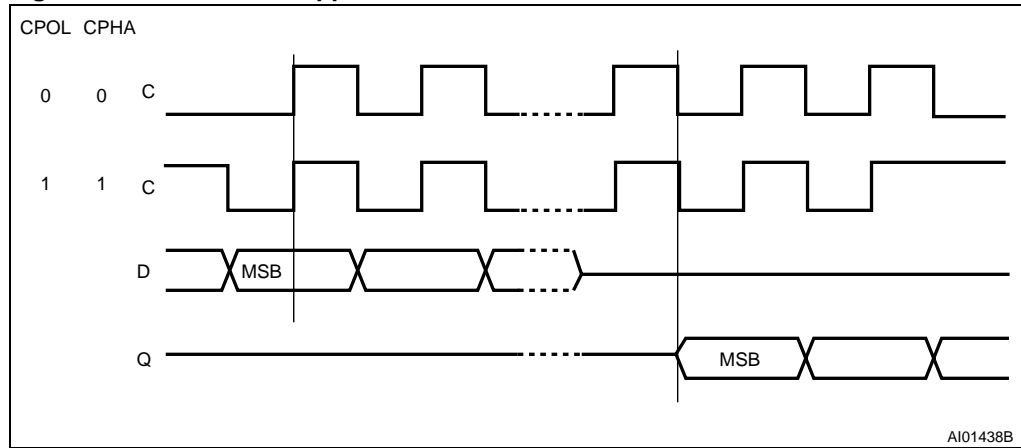 CPOL CPHA
0 0 C
1 1 C
D MSB
Q MSB
AI01438B